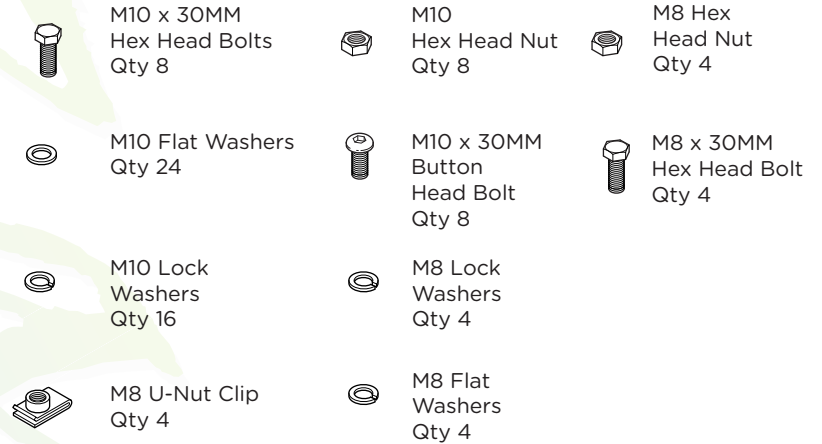 M10 x 30MM
Hex Head Bolts
Qty 8
M10
Hex Head Nut
Qty 8
M8 Hex
Head Nut
Qty 4
M10 Flat Washers
Qty 24
M10 x 30MM
Button
Head Bolt
Qty 8
M8 x 30MM
Hex Head Bolt
Qty 4
M10 Lock
Washers
Qty 16
M8 Lock
Washers
Qty 4
M8 U-Nut Clip
Qty 4
M8 Flat
Washers
Qty 4